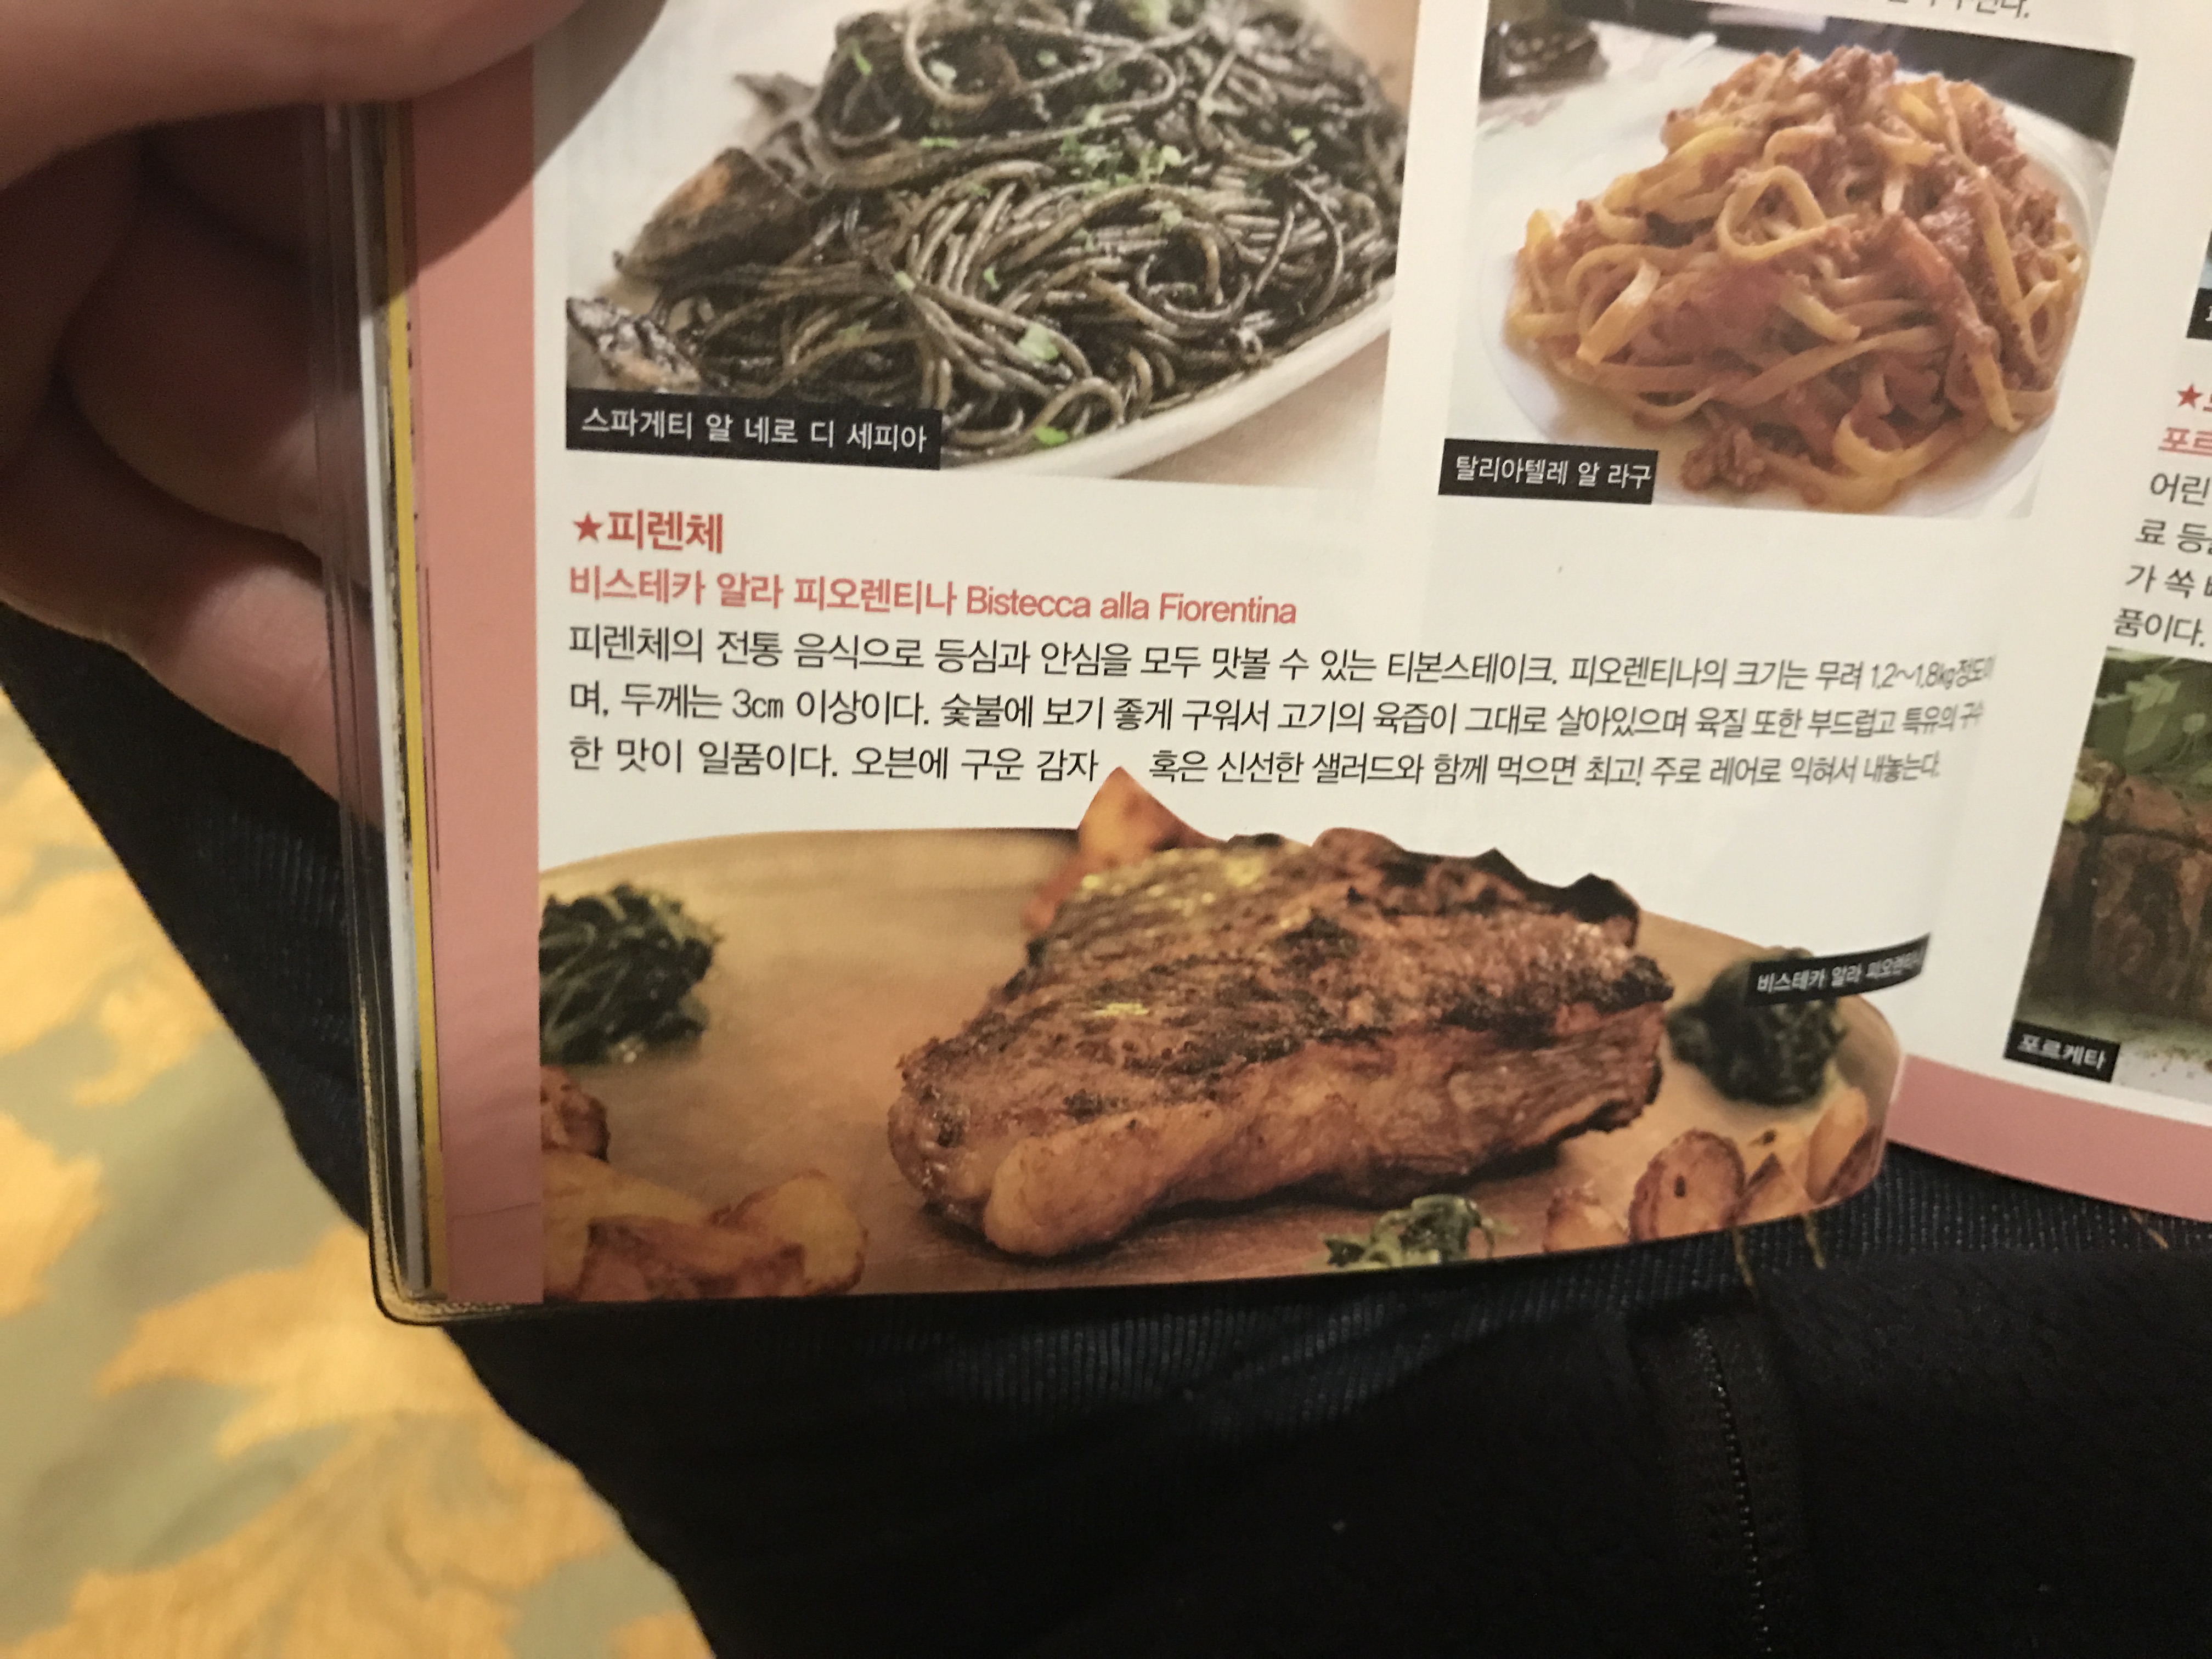 스파게티 알 네로 디 세피아
탈리아텔레 알 라구
★피렌체
비스테카 알라 피오렌티나 Bistecca alla Fiorentina
피렌체의 전통 음식으로 등심과 안심을 모두 맛볼 수 있는 티본스테이크. 피오렌티나의 크기는 무려 1.2~1.8kg정도이
며, 두께는 3cm 이상이다. 숯불에 보기 좋게 구워서 고기의 육즙이 그대로 살아있으며 육질 또한 부드럽고 특유의 구수
한 맛이 일품이다. 오븐에 구운 감자 혹은 신선한 샐러드와 함께 먹으면 최고! 주로 레어로 익혀서 내놓는다.
비스테카 알라 피오렌티나
어린
료 등
가 쏙
품이다.
포르케타